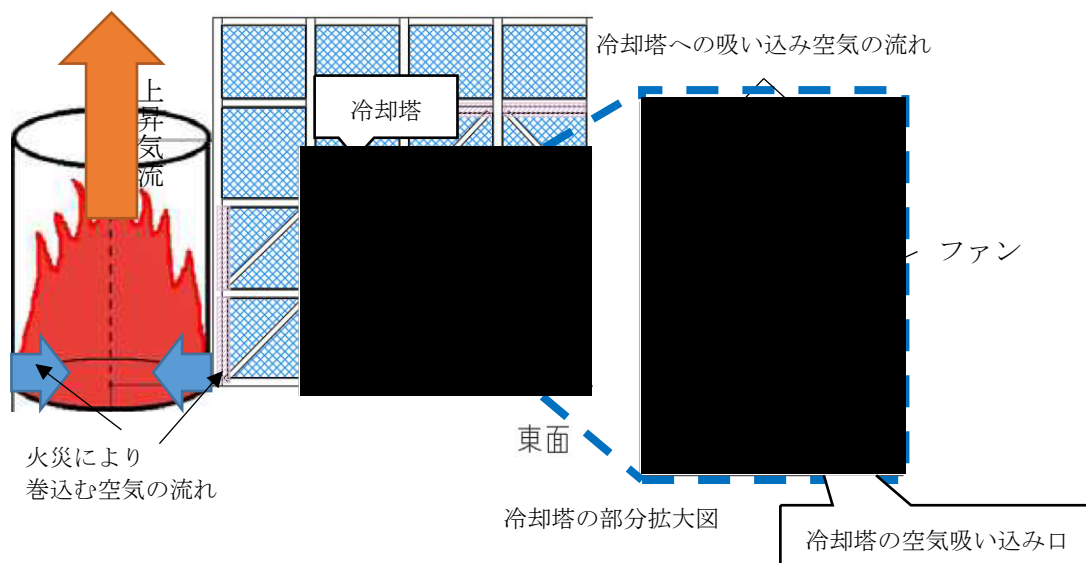 冷却塔への吸い込み空気の流れ
上昇気流
冷却塔
ファン
東面
火災により
巻込む空気の流れ
冷却塔の部分拡大図
冷却塔の空気吸い込み口